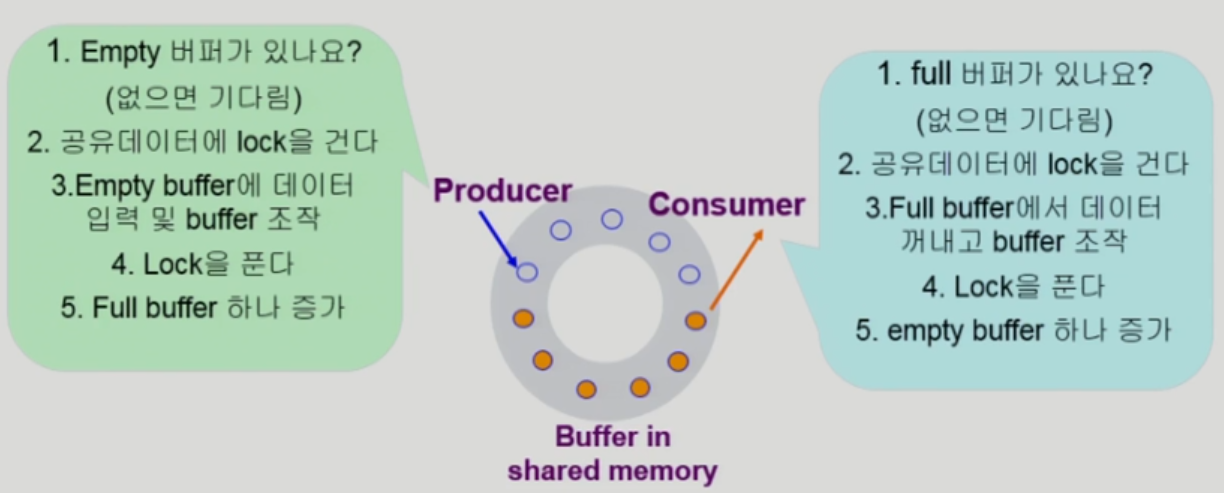 1. Empty 버퍼가 있나요?
(없으면 기다림)
2. 공유데이터에 lock을 건다
3.Empty buffer에 데이터
입력 및 buffer 조작
4. Lock을 푼다
5. Full buffer 하나 증가
Producer
Consumer
Buffer in
shared memory
1. full 버퍼가 있나요?
(없으면 기다림)
2. 공유데이터에 lock을 건다
3.Full buffer에서 데이터
꺼내고 buffer 조작
4. Lock을 푼다
5. empty buffer 하나 증가